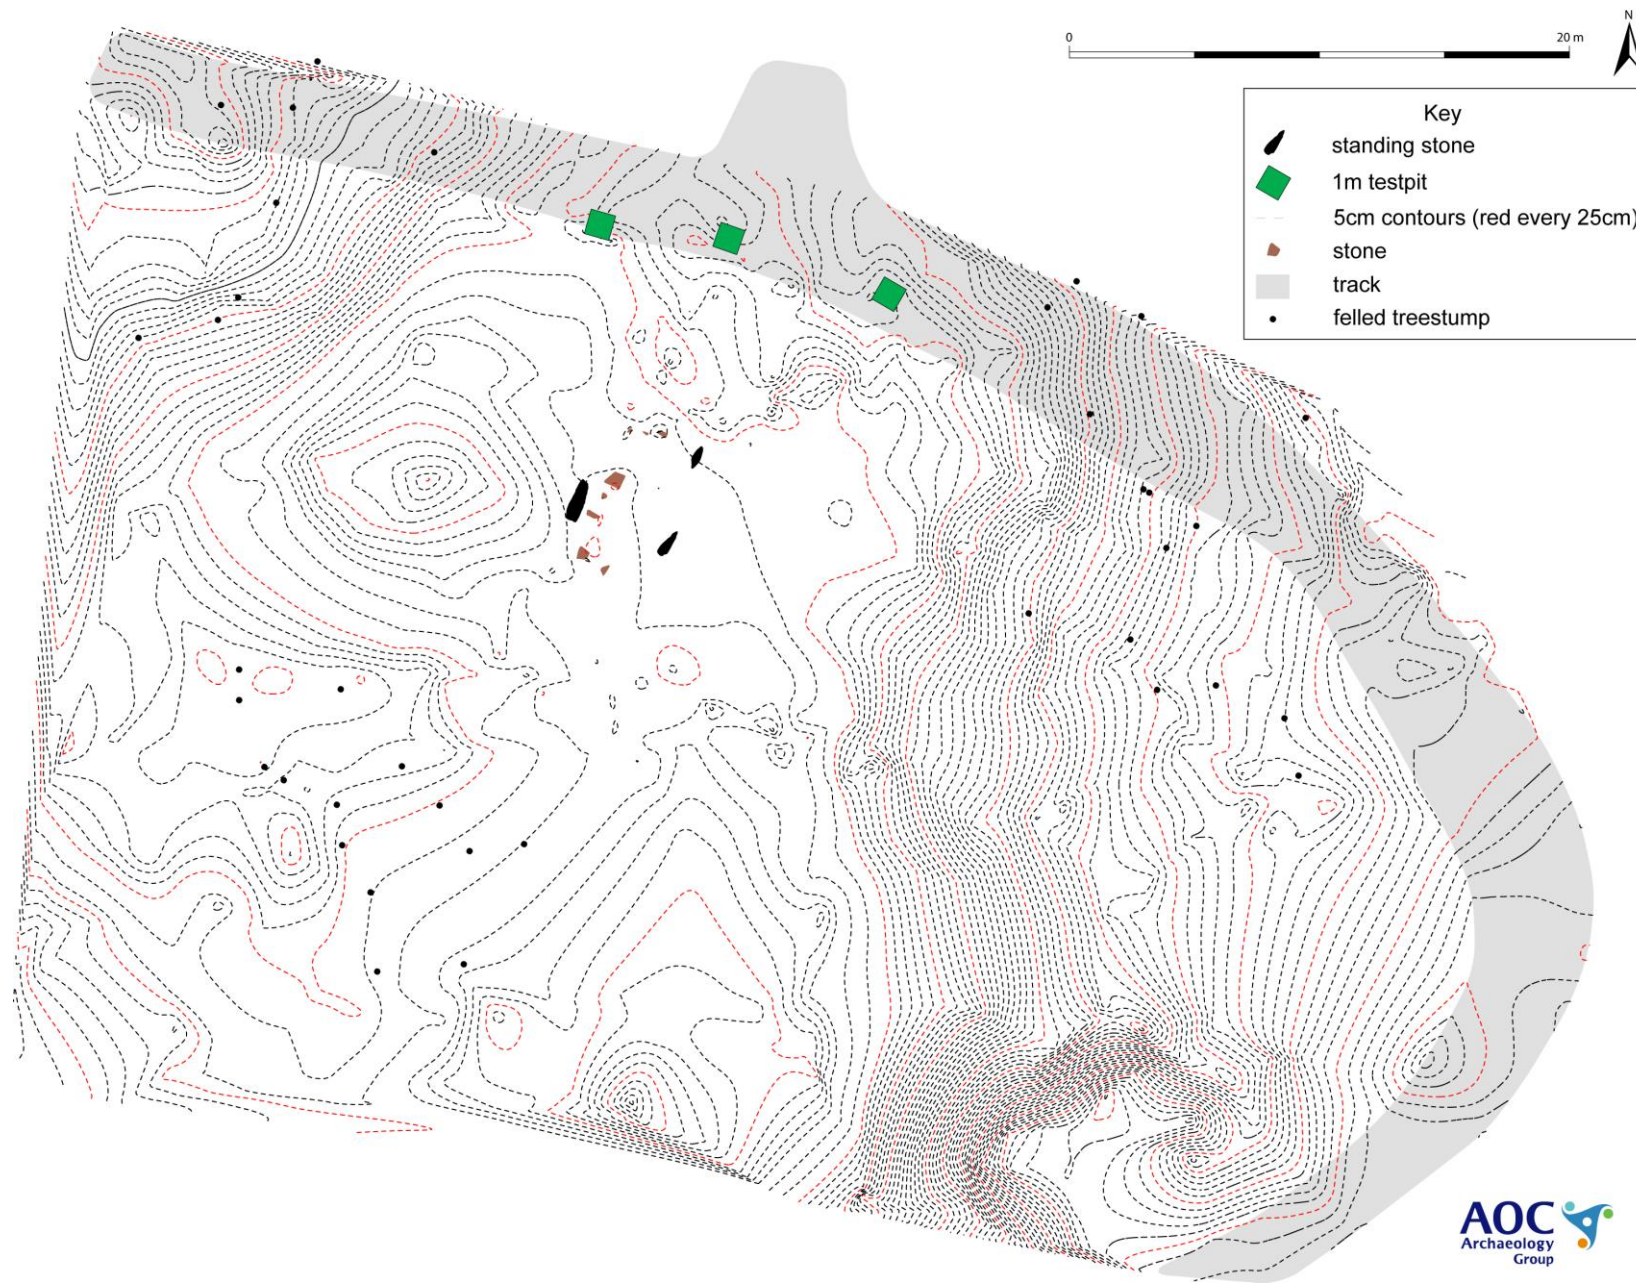 0 20 m
N
Key
standing stone
1m testpit
5cm contours (red every 25cm)
stone
track
felled treestump
AOC
Archaeology
Group